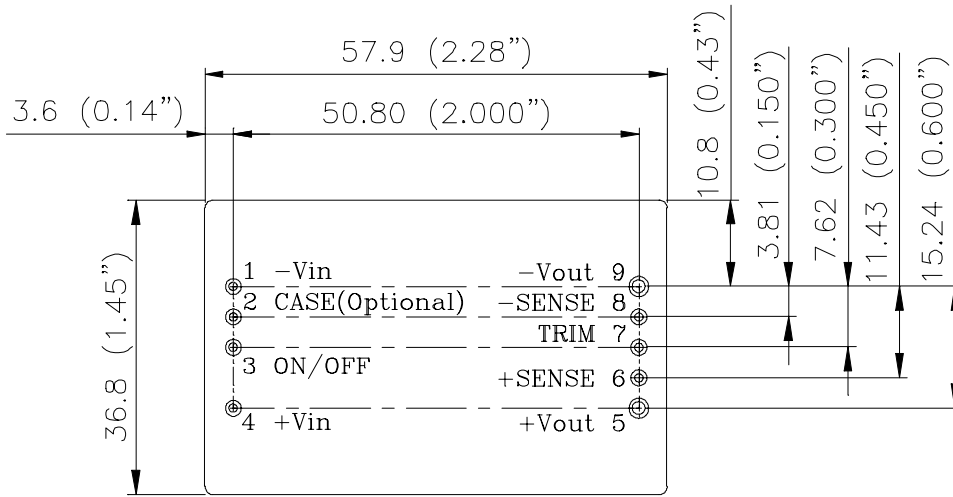 57.9 (2.28”)
3.6 (0.14”)
50.80 (2.000”)
10.8 (0.43”)
3.81 (0.150”)
7.62 (0.300”)
11.43 (0.450”)
15.24 (0.600”)
36.8 (1.45”)
1 -Vin
-Vout 9
2 CASE(Optional)
-SENSE 8
TRIM 7
3 ON/OFF
+SENSE 6
4 +Vin
+Vout 5